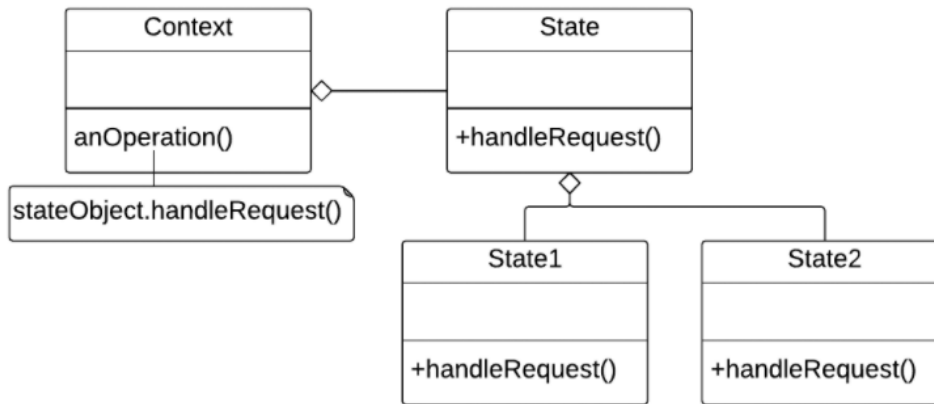 Context
State
anOperation()
+handleRequest()
stateObject.handleRequest()
State1
State2
+handleRequest()
+handleRequest()